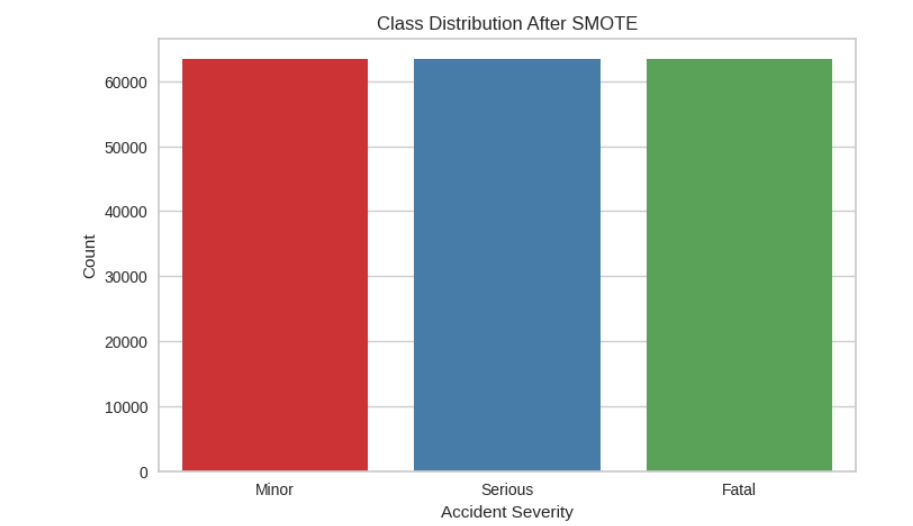 Class Distribution After SMOTE
Count
60000
50000
40000
30000
20000
10000
0
Minor Serious Fatal
Accident Severity